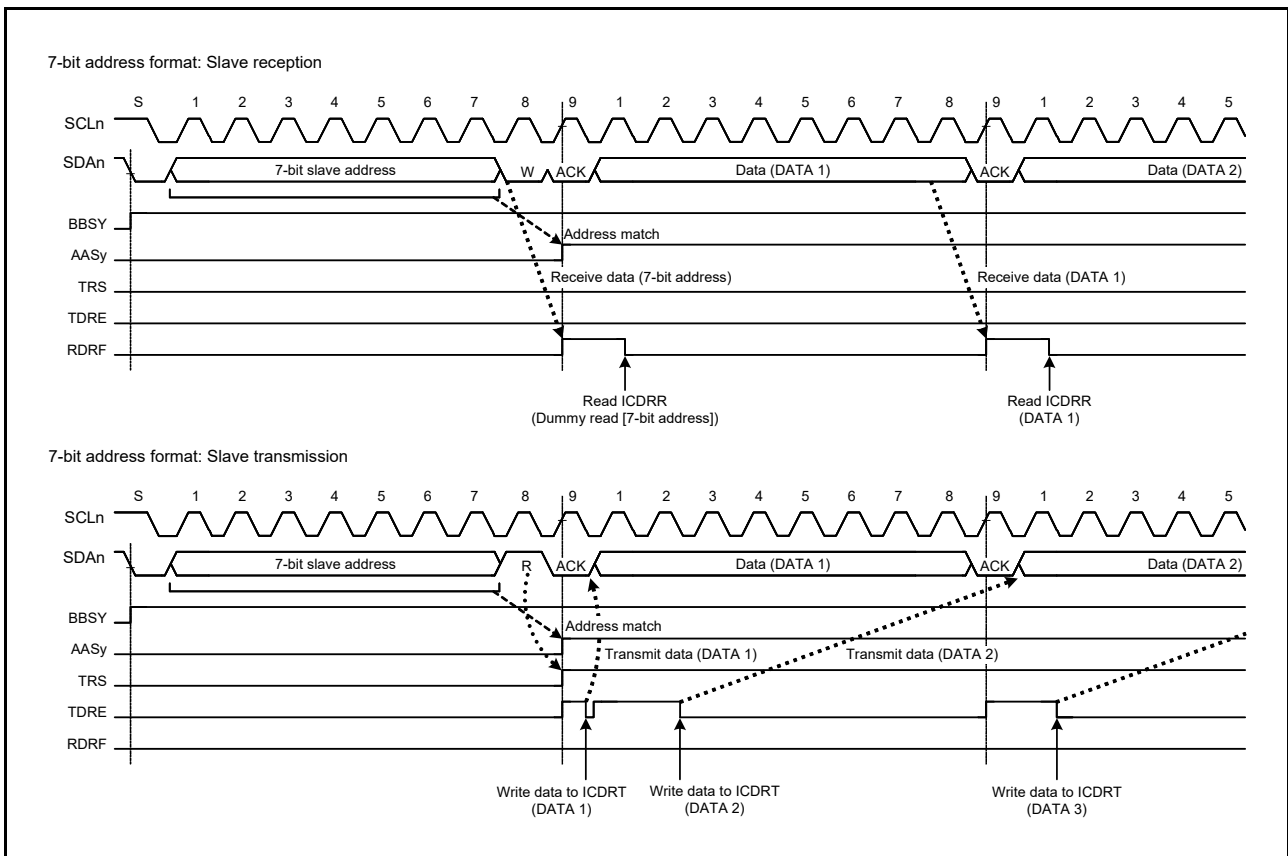 7-bit address format: Slave reception
S 1 2 3 4 5 6 7 8 9 1 2 3 4 5 6 7 8 9 1 2 3 4 5
SCLn
SDAn 7-bit slave address W ACK Data (DATA 1) ACK Data (DATA 2)
BBSY
Address match
AASy
Receive data (7-bit address) Receive data (DATA 1)
TRS
TDRE
RDRF
Read ICDRR Read ICDRR
(Dummy read [7-bit address]) (DATA 1)
7-bit address format: Slave transmission
S 1 2 3 4 5 6 7 8 9 1 2 3 4 5 6 7 8 9 1 2 3 4 5
SCLn
SDAn 7-bit slave address R ACK Data (DATA 1) ACK Data (DATA 2)
BBSY
Address match
AASy
Transmit data (DATA 1) Transmit data (DATA 2)
TRS
TDRE
RDRF
Write data to ICDRT Write data to ICDRT Write data to ICDRT
(DATA 1) (DATA 2) (DATA 3)